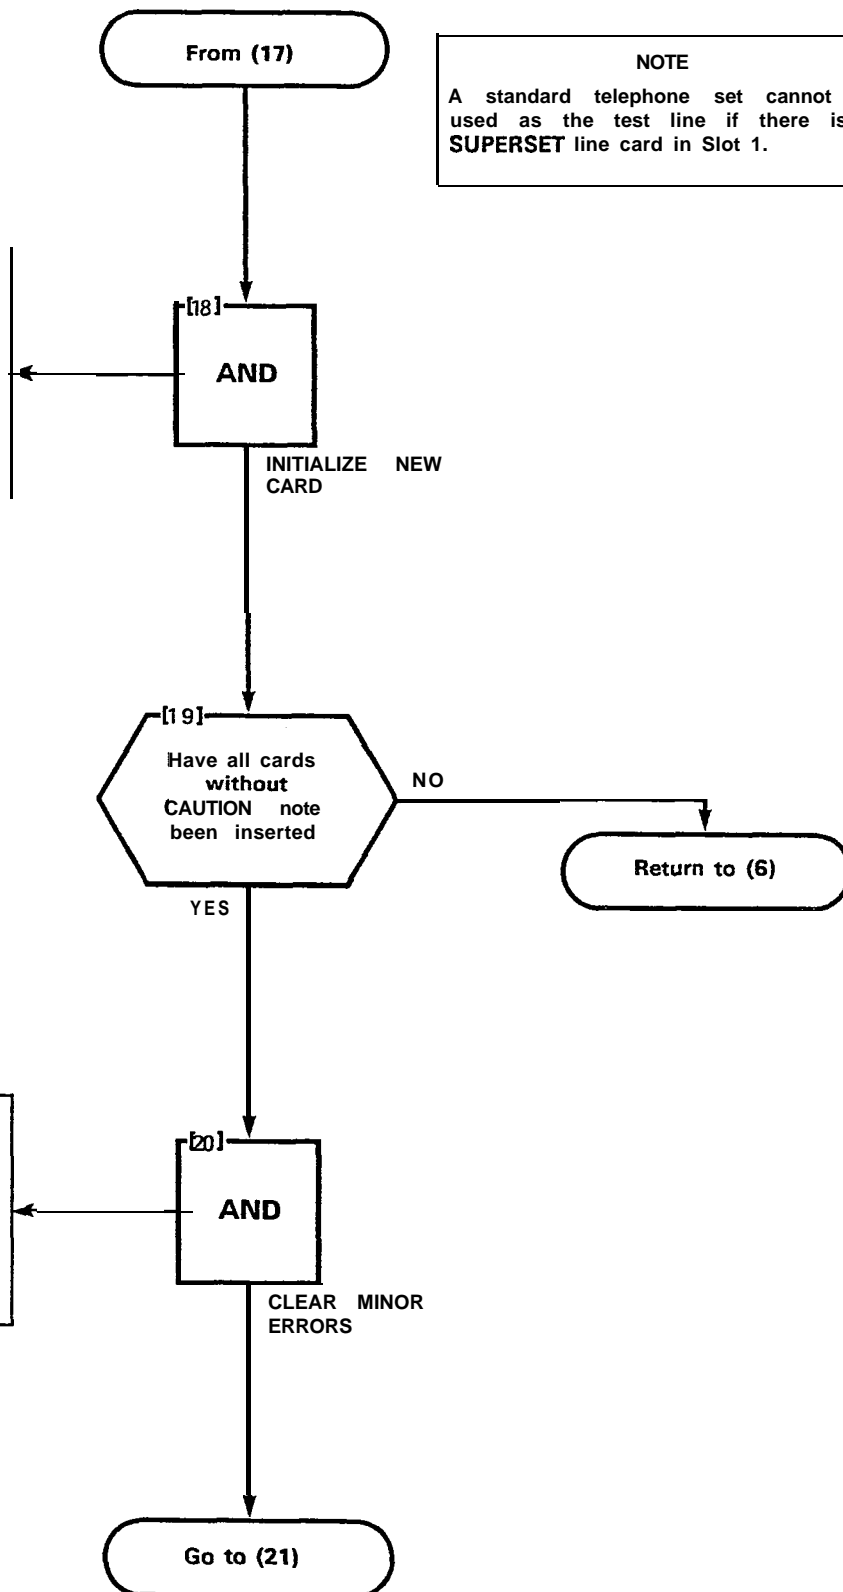 From (17)
NOTE
A standard telephone set cannot
used as the test line if there is
SUPERSET line card in Slot 1.
[18]
AND
INITIALIZE NEW
CARD
[19]
Have all cards
without
CAUTION note
been inserted
NO
Return to (6)
YES
[20]
AND
CLEAR MINOR
ERRORS
Go to (21)